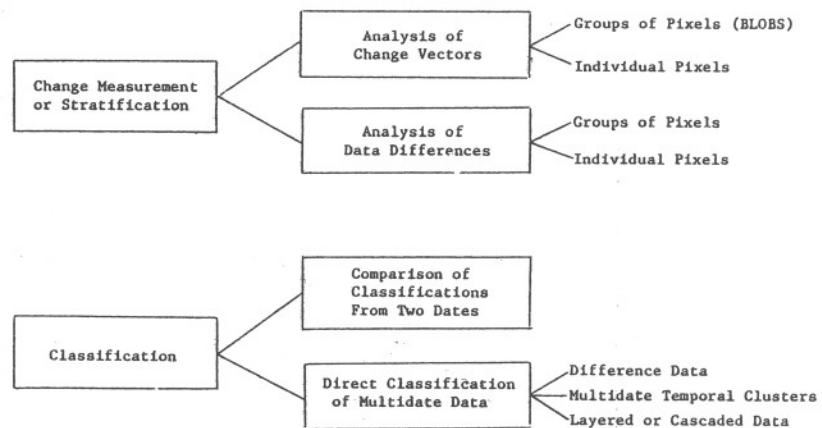 Analysis of
Change Vectors
Groups of Pixels (BLOBS)
Individual Pixels
Change Measurement
or Stratification
Analysis of
Data Differences
Groups of Pixels
Individual Pixels
Comparison of
Classifications
From Two Dates
Classification
Direct Classification
of Multidate Data
Difference Data
Multidate Temporal Clusters
Layered or Cascaded Data